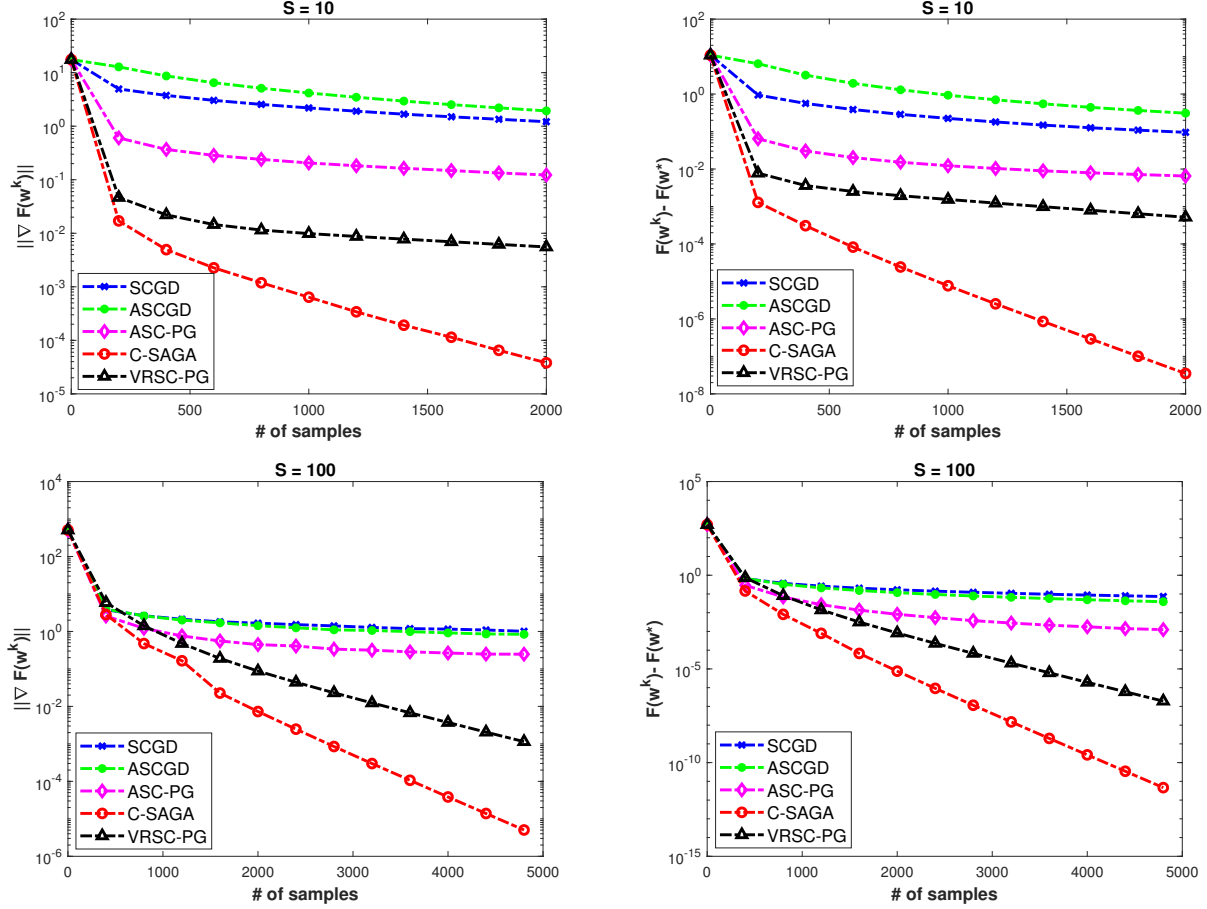 S = 10
10^2
10^1
10^0
10^-1
10^-2
10^-3
10^-4
10^-5
|| ∇ F(w^k)||
SCGD
ASCGD
ASC-PG
C-SAGA
VRSC-PG
0 500 1000 1500 2000
# of samples
S = 10
10^2
10^0
10^-2
10^-4
10^-6
10^-8
F(w^k)- F(w*)
SCGD
ASCGD
ASC-PG
C-SAGA
VRSC-PG
0 500 1000 1500 2000
# of samples
S = 100
10^4
10^2
10^0
10^-2
10^-4
10^-6
|| ∇ F(w^k)||
SCGD
ASCGD
ASC-PG
C-SAGA
VRSC-PG
0 1000 2000 3000 4000 5000
# of samples
S = 100
10^5
10^0
10^-5
10^-10
10^-15
F(w^k)- F(w*)
SCGD
ASCGD
ASC-PG
C-SAGA
VRSC-PG
0 1000 2000 3000 4000 5000
# of samples